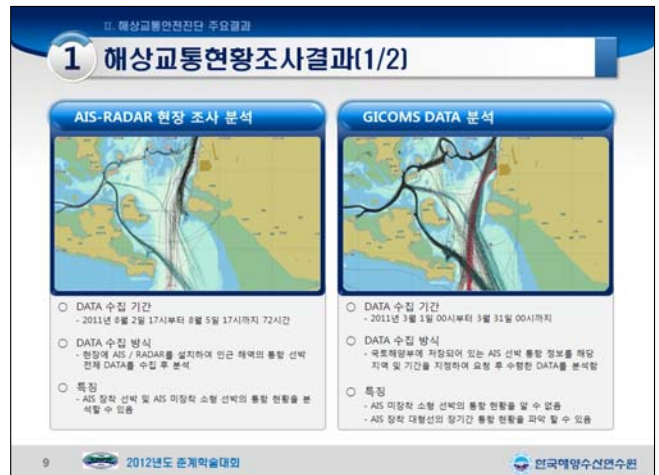 II. 해상교통안전진단 주요결과
1 해상교통현황조사결과(1/2)
AIS-RADAR 현장 조사 분석
○ DATA 수집 기간
- 2011년 8월 2일 17시부터 8월 5일 17시까지 72시간
○ DATA 수집 방식
- 현장에 AIS / RADAR를 설치하여 인근 해역의 통항 선박
전체 DATA를 수집 후 분석
○ 특징
- AIS 장착 선박 및 AIS 미장착 소형 선박의 통항 현황을 분
석할 수 있음
GICOMS DATA 분석
○ DATA 수집 기간
- 2011년 3월 1일 00시부터 3월 31일 00시까지
○ DATA 수집 방식
- 국토해양부에 저장되어 있는 AIS 선박 통항 정보를 해당
지역 및 기간을 지정하여 요청 후 수령한 DATA를 분석함
○ 특징
- AIS 미장착 소형 선박의 통항 현황을 알 수 없음
- AIS 장착 대형선의 장기간 통항 현황을 파악 할 수 있음
9
2012년도 춘계학술대회
한국해양수산연수원